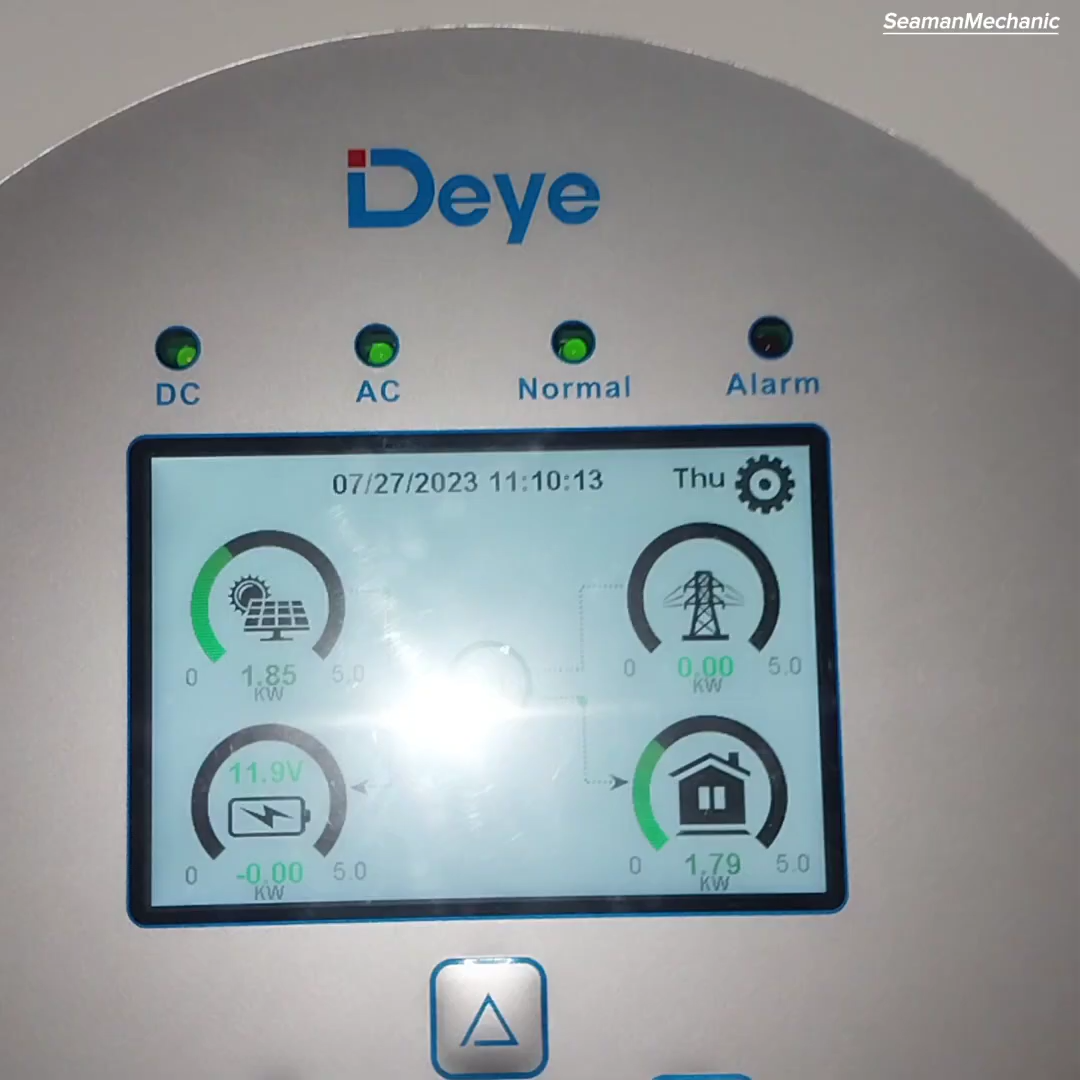 SeamanMechanic
Deye
DC AC Normal Alarm
07/27/2023 11:10:13 Thu
0 1.85 5.0
KW
0 0.00 5.0
KW
11.9V
0 -0.00 5.0
KW
0 1.79 5.0
KW